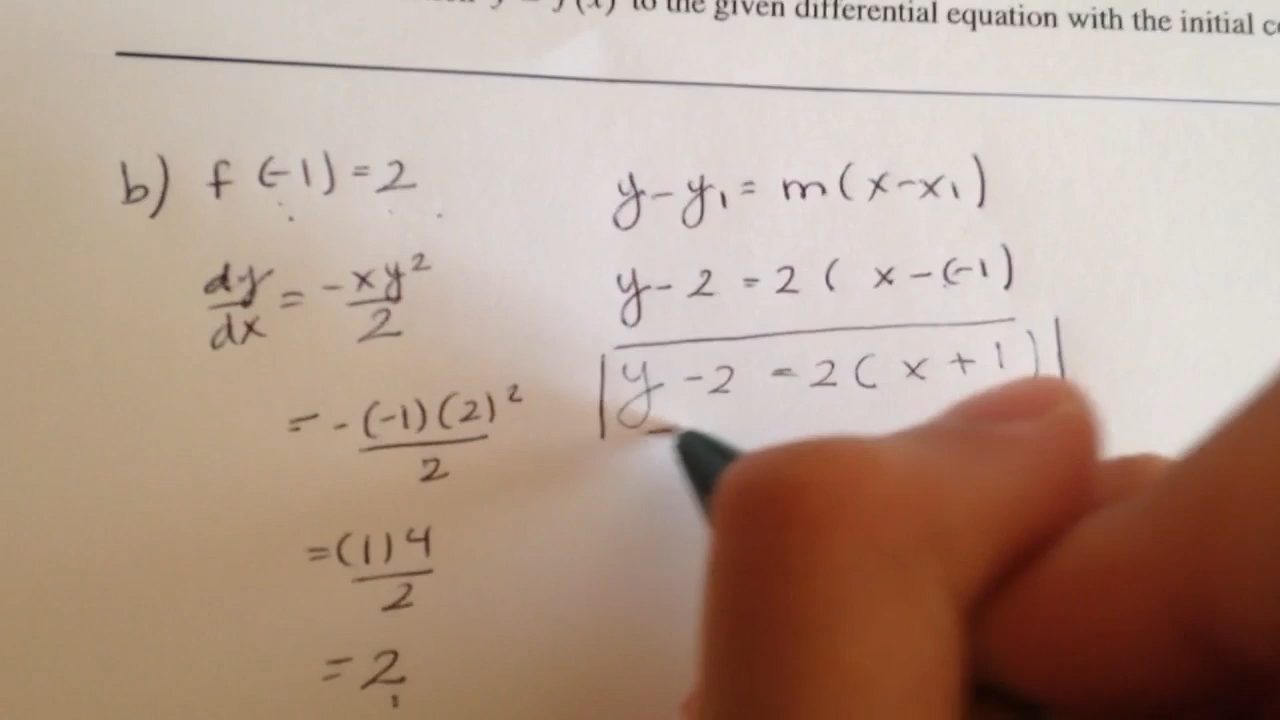 to the given differential equation with the initial
b) f(-1) = 2
dy/dx = -xy²/2
= -(-1)(2)²/2
= (1)4/2
= 2
y - y₁ = m(x - x₁)
y - 2 = 2(x - (-1)
y - 2 = 2(x + 1)